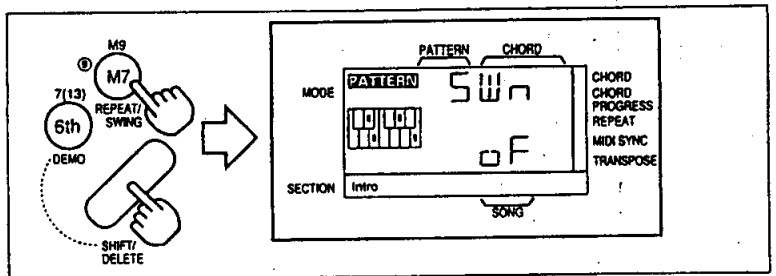 M9
⑨ M7
REPEAT/
SWING
7(13)
6th
DEMO
SHIFT/
DELETE
PATTERN CHORD
MODE
PATTERN
SWn
oF
CHORD
CHORD
PROGRESS
REPEAT
MIDI SYNC
TRANSPOSE
SECTION
Intro
SONG